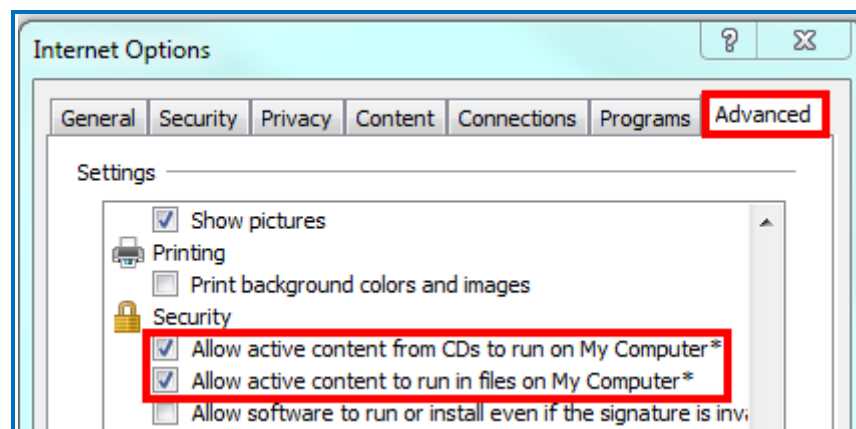 Internet Options
General Security Privacy Content Connections Programs Advanced
Settings
Show pictures
Printing
Print background colors and images
Security
Allow active content from CDs to run on My Computer*
Allow active content to run in files on My Computer*
Allow software to run or install even if the signature is